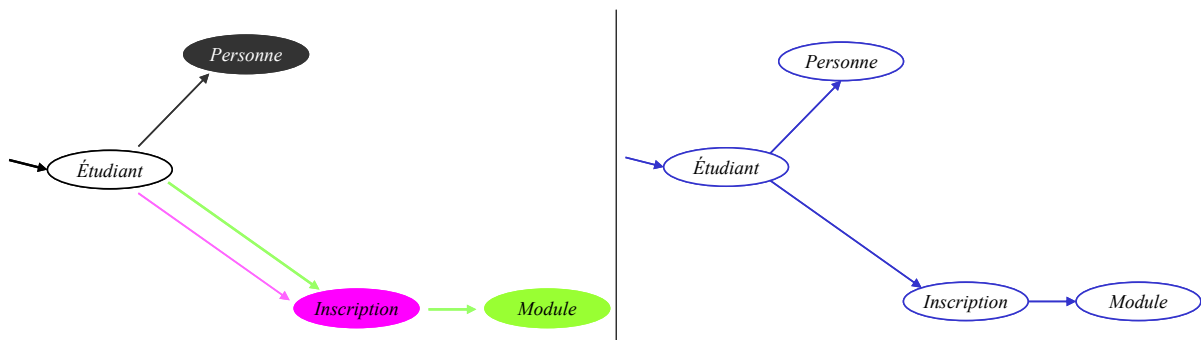 Personne
Étudiant
Inscription
Module
Personne
Étudiant
Inscription
Module